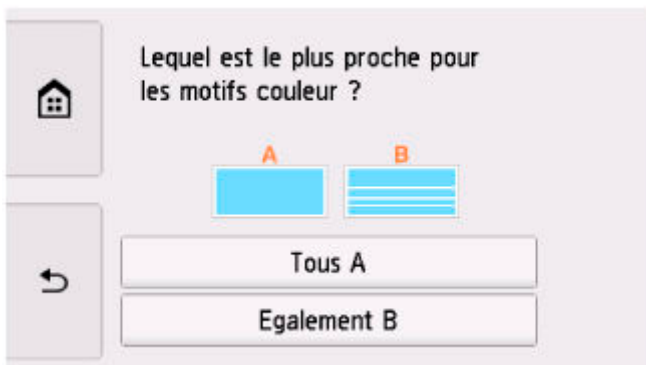 Lequel est le plus proche pour
les motifs couleur ?
A B
Tous A
Egalement B